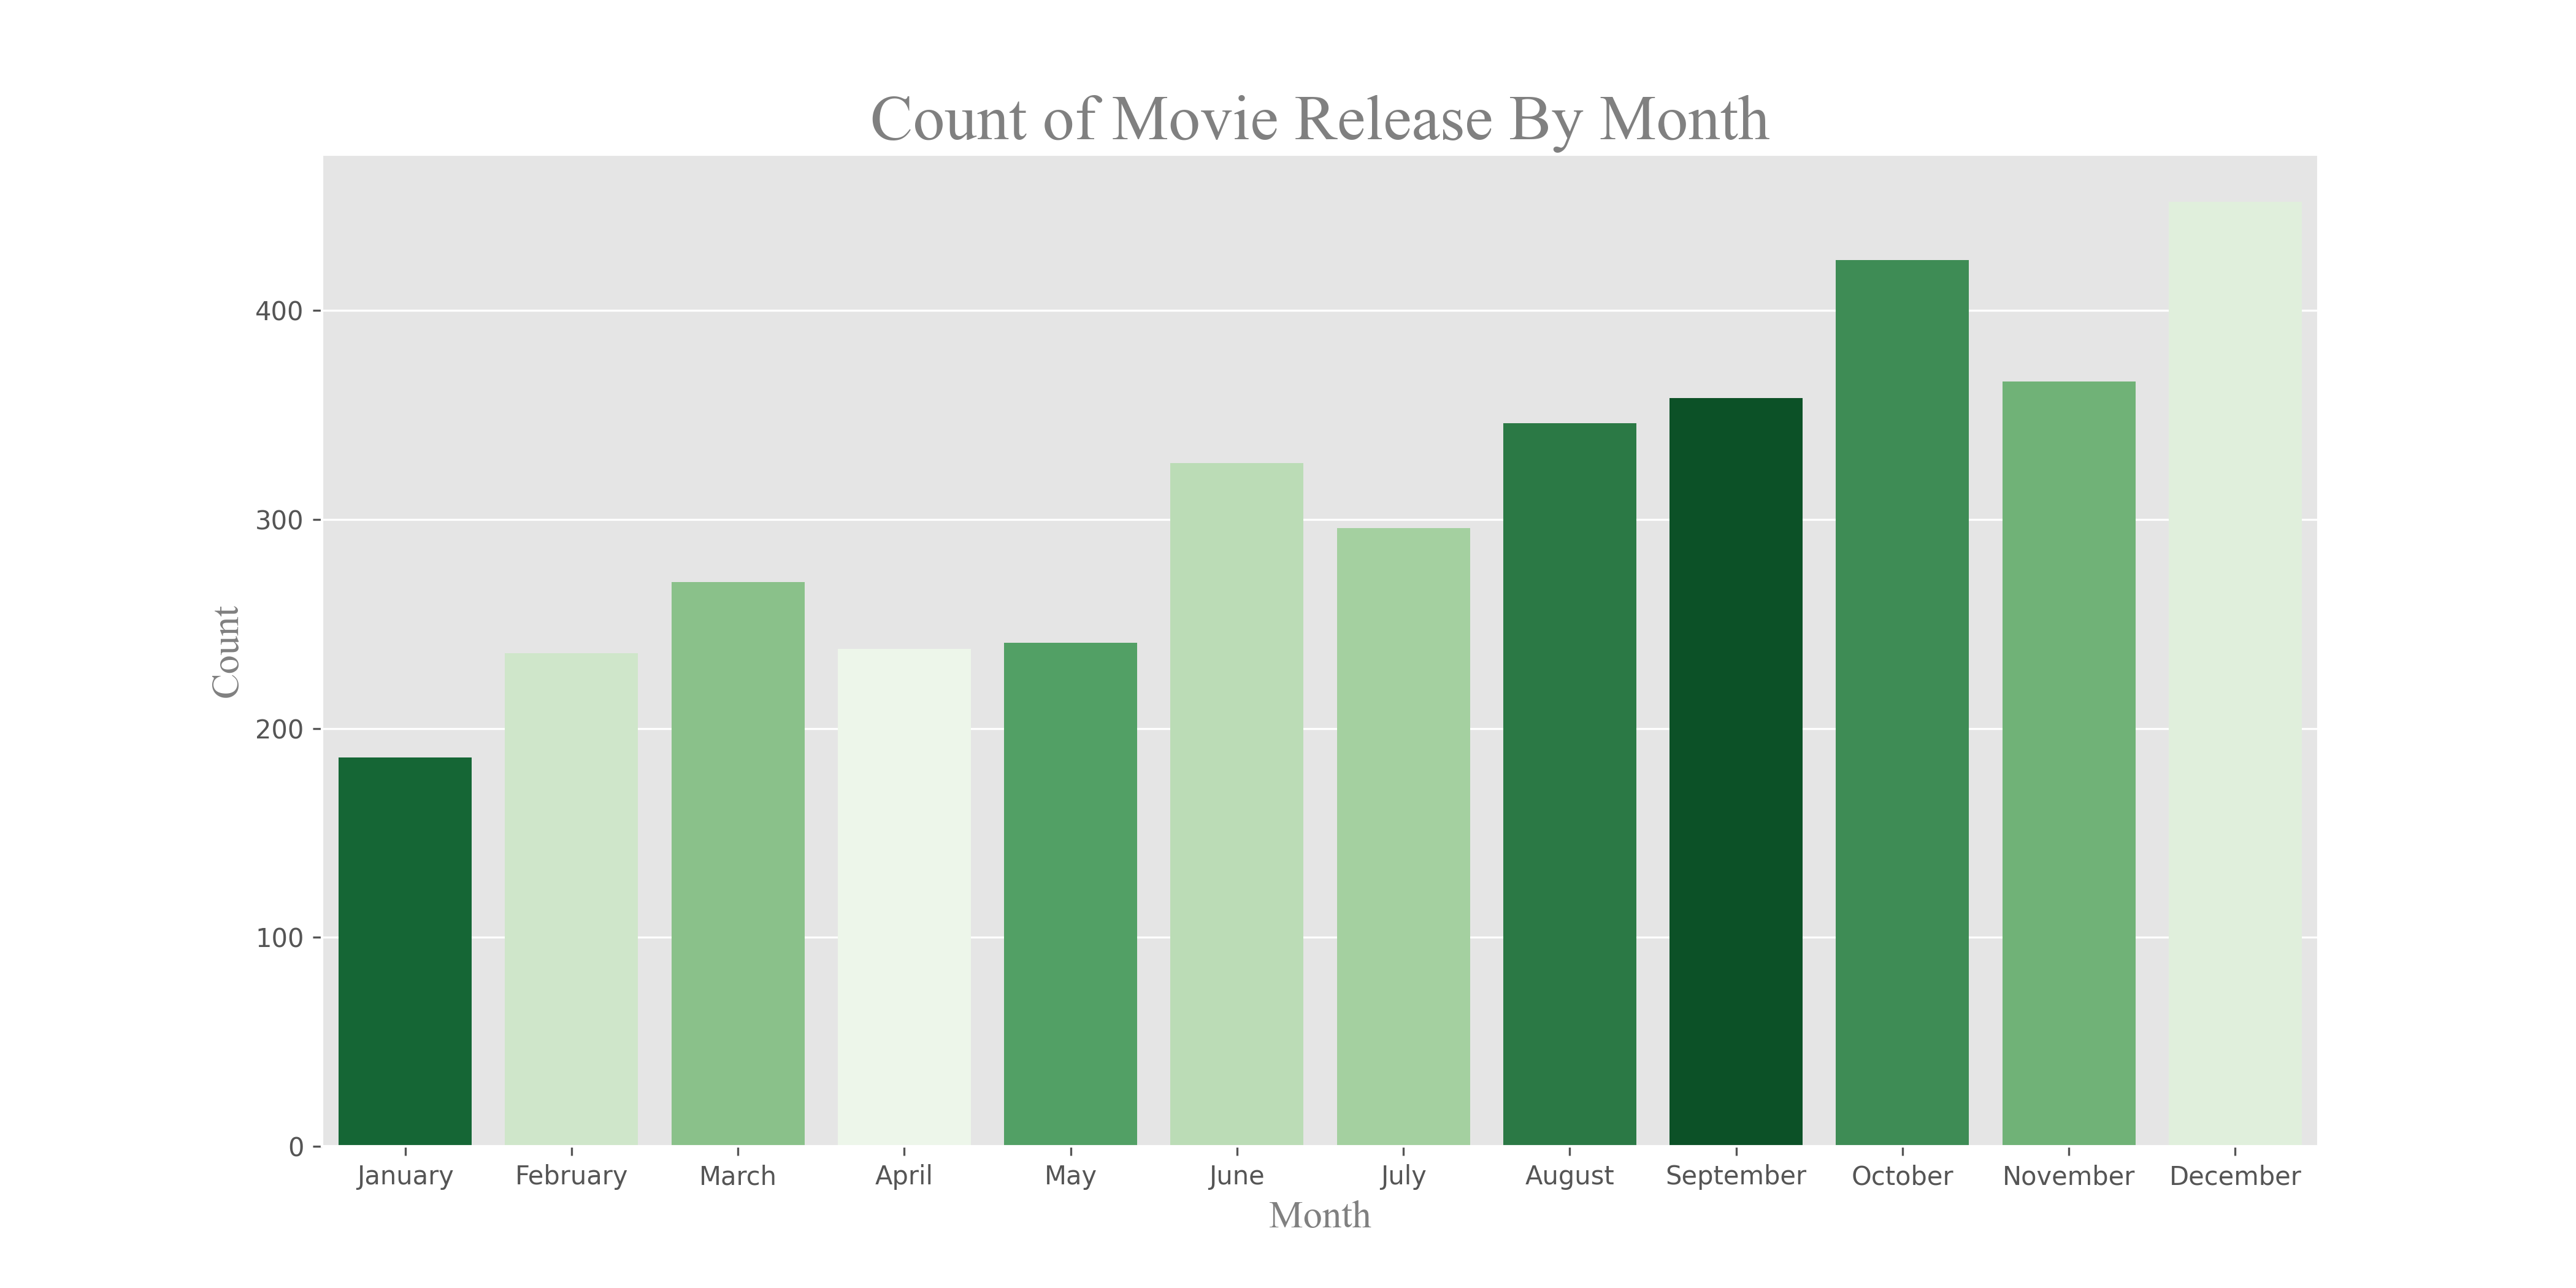 Count of Movie Release By Month
Count
400
300
200
100
0
January February March April May June July August September October November December
Month